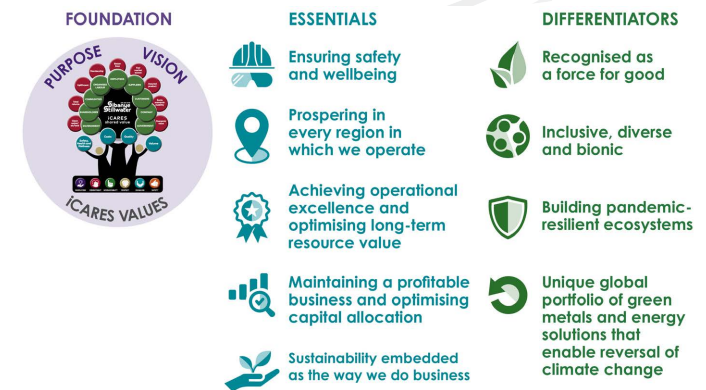 FOUNDATION
PURPOSE
VISION
Sibanye
Stillwater
iCARES
shared value
iCARES VALUES
ESSENTIALS
Ensuring safety
and wellbeing
Prospering in
every region in
which we operate
Achieving operational
excellence and
optimising long-term
resource value
Maintaining a profitable
business and optimising
capital allocation
Sustainability embedded
as the way we do business
DIFFERENTIATORS
Recognised as
a force for good
Inclusive, diverse
and bionic
Building pandemic-
resilient ecosystems
Unique global
portfolio of green
metals and energy
solutions that
enable reversal of
climate change